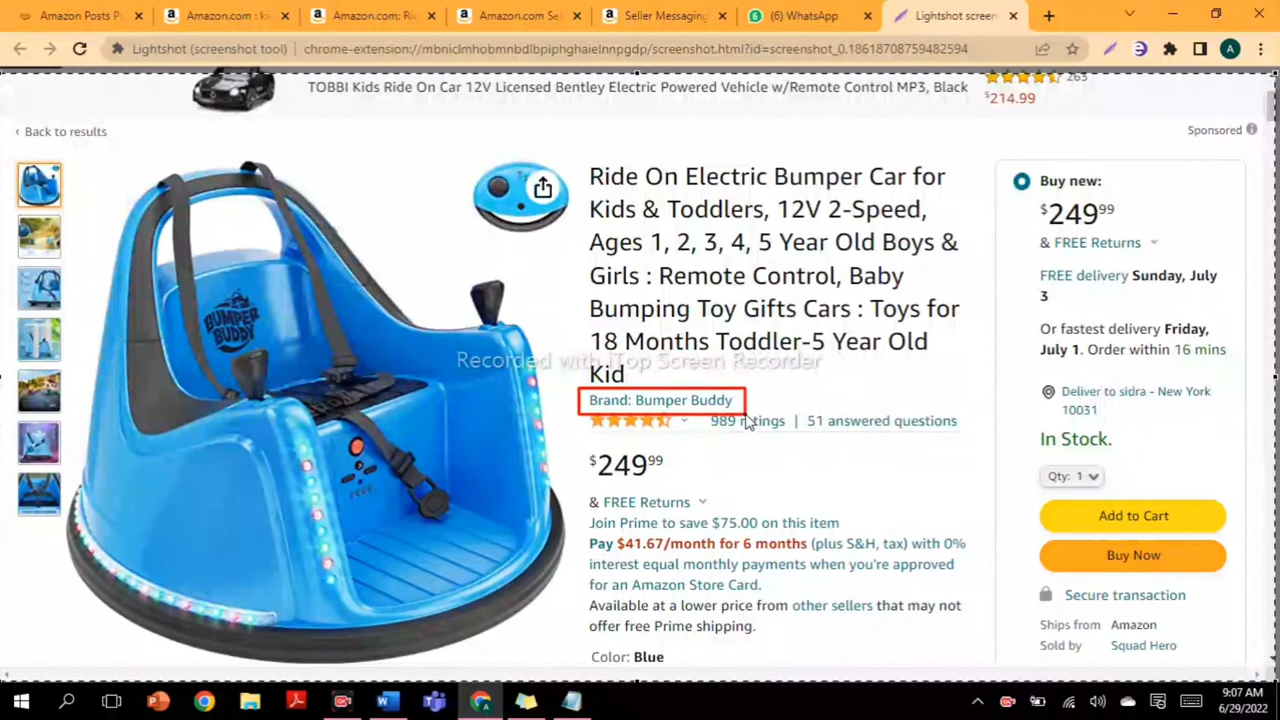 Amazon Posts P
Amazon.com : ki
Amazon.com: Ri
Amazon.com Sel
Seller Messaging
(6) WhatsApp
Lightshot screen
Lightshot (screenshot tool) | chrome-extension://mbniclmhobmnbdlbpiphghaielnnpgdp/screenshot.html?id=screenshot_0.18618708759482594
A
TOBBI Kids Ride On Car 12V Licensed Bentley Electric Powered Vehicle w/Remote Control MP3, Black
263
$214.99
‹ Back to results
Sponsored
BUMPER
BUDDY
Ride On Electric Bumper Car for
Kids & Toddlers, 12V 2-Speed,
Ages 1, 2, 3, 4, 5 Year Old Boys &
Girls : Remote Control, Baby
Bumping Toy Gifts Cars : Toys for
18 Months Toddler-5 Year Old
Kid
Recorded with iTop Screen Recorder
Brand: Bumper Buddy
989 ratings | 51 answered questions
$249 99
& FREE Returns
Join Prime to save $75.00 on this item
Pay $41.67/month for 6 months (plus S&H, tax) with 0%
interest equal monthly payments when you're approved
for an Amazon Store Card.
Available at a lower price from other sellers that may not
offer free Prime shipping.
Color: Blue
Buy new:
$249 99
& FREE Returns
FREE delivery Sunday, July
3
Or fastest delivery Friday,
July 1. Order within 16 mins
Deliver to sidra - New York
10031
In Stock.
Qty: 1
Add to Cart
Buy Now
Secure transaction
Ships from Amazon
Sold by Squad Hero
9:07 AM
6/29/2022